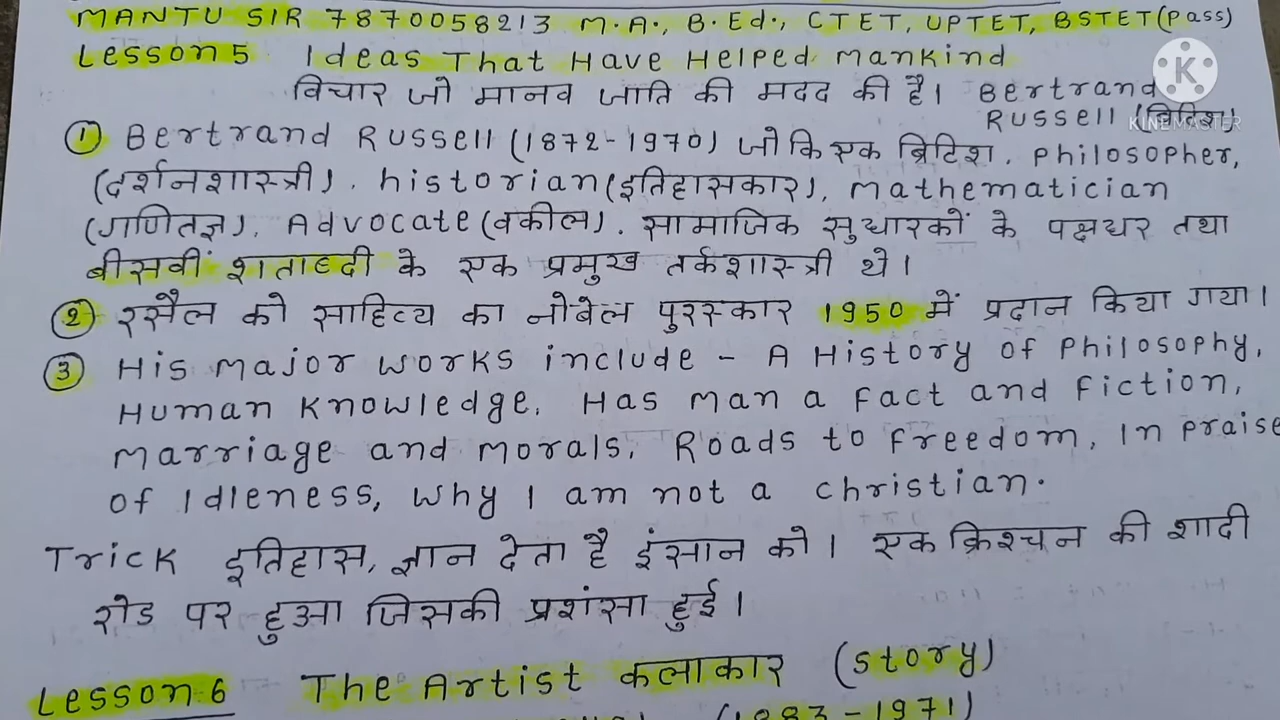 MANTU SIR 7870058213 M.A., B.Ed., CTET, UPTET, BSTET(Pass)
Lesson 5 Ideas That Have Helped Mankind
विचार जो मानव जाति की मदद की है। Bertrand
Russell (ब्रिटिश)
K
KINEMASTER
① Bertrand Russell (1872-1970) जो कि एक ब्रिटिश. Philosopher,
(दर्शनशास्त्री). historian(इतिहासकार), Mathematician
(गणितज्ञ), Advocate (वकील). सामाजिक सुधारकों के पक्षधर तथा
बीसवीं शताब्दी के एक प्रमुख तर्कशास्त्री थे।
② रसैल को साहित्य का नोबेल पुरस्कार 1950 में प्रदान किया गया।
③ His major works include - A History of Philosophy,
Human Knowledge. Has man a fact and fiction,
Marriage and morals, Roads to freedom, In praise
of Idleness, Why I am not a christian.
Trick इतिहास, ज्ञान देता है इंसान को। एक क्रिश्चन की शादी
रोड पर हुआ जिसकी प्रशंसा हुई।
Lesson 6 The Artist कलाकार (story)
(1883-1971)